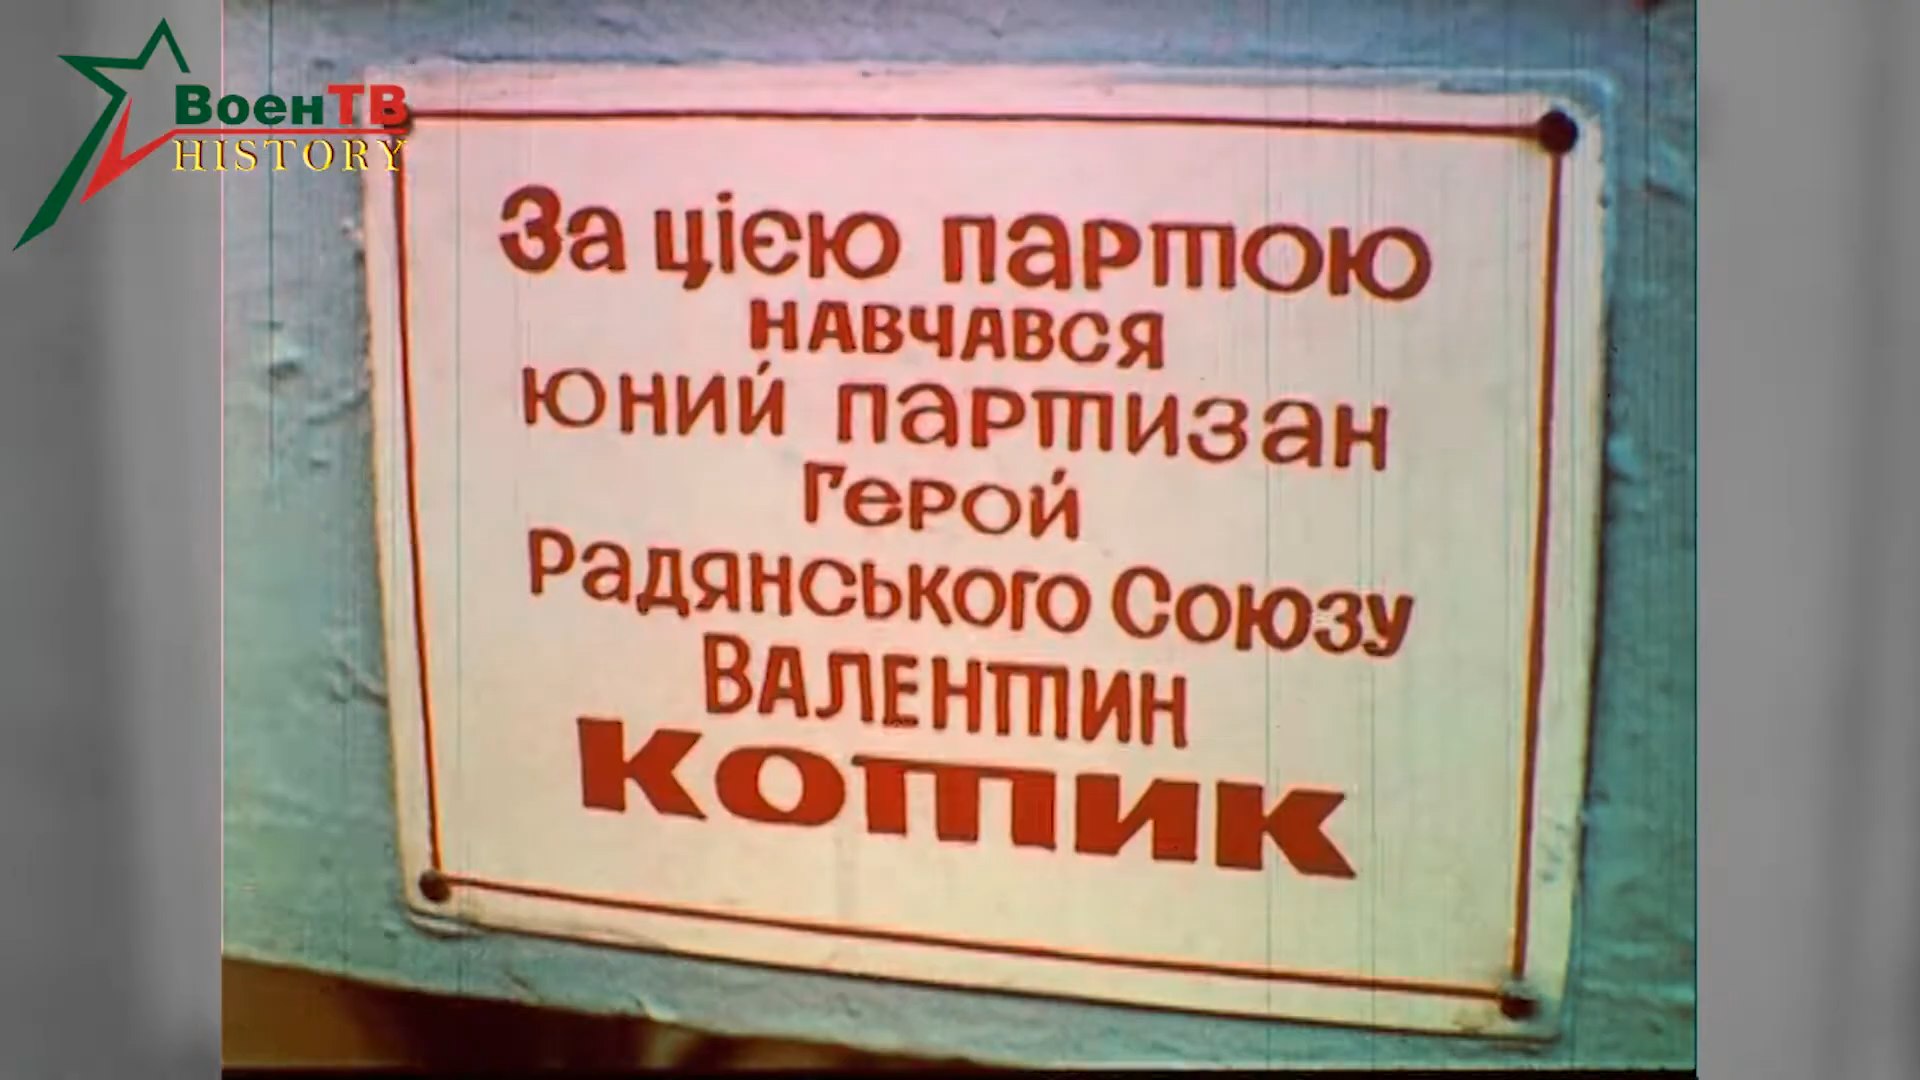 ВоенТВ
HISTORY
За цією партою
навчався
юний партизан
Герой
Радянського Союзу
Валентин
Котик